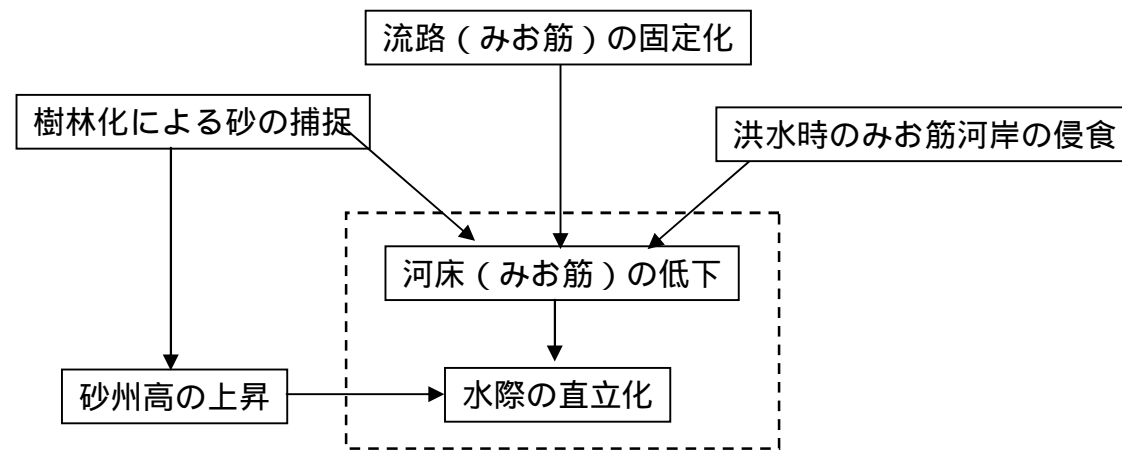 流路（みお筋）の固定化
樹林化による砂の捕捉
洪水時のみお筋河岸の侵食
河床（みお筋）の低下
砂州高の上昇
水際の直立化